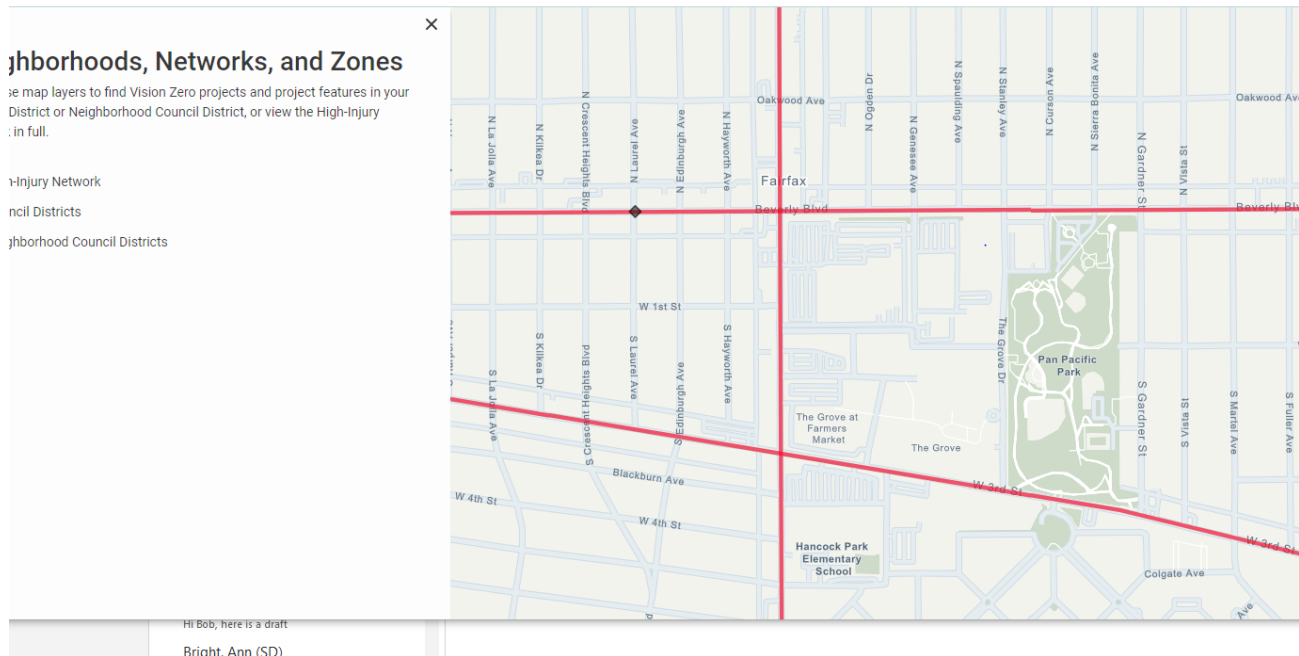 ×
ghborhoods, Networks, and Zones
se map layers to find Vision Zero projects and project features in your
District or Neighborhood Council District, or view the High-Injury
in full.
n-Injury Network
ncil Districts
ghborhood Council Districts
N La Jolla Ave
N Kilkea Dr
N Crescent Heights Blvd
N Laurel Ave
N Edinburgh Ave
N Hayworth Ave
Oakwood Ave
N Ogden Dr
N Genesee Ave
N Spaulding Ave
N Stanley Ave
N Curson Ave
N Sierra Bonita Ave
N Gardner St
N Vista St
Oakwood Ave
Fairfax
Beverly Blvd
Beverly Blv
W 1st St
S La Jolla Ave
S Kilkea Dr
S Crescent Heights Blvd
S Laurel Ave
S Edinburgh Ave
S Hayworth Ave
The Grove Dr
Pan Pacific
Park
S Gardner St
S Vista St
S Martel Ave
S Fuller Ave
The Grove at
Farmers
Market
The Grove
Blackburn Ave
W 3rd St
W 4th St
W 4th St
W 3rd St
Hancock Park
Elementary
School
Colgate Ave
Ave
Hi Bob, here is a draft
Bright, Ann (SD)